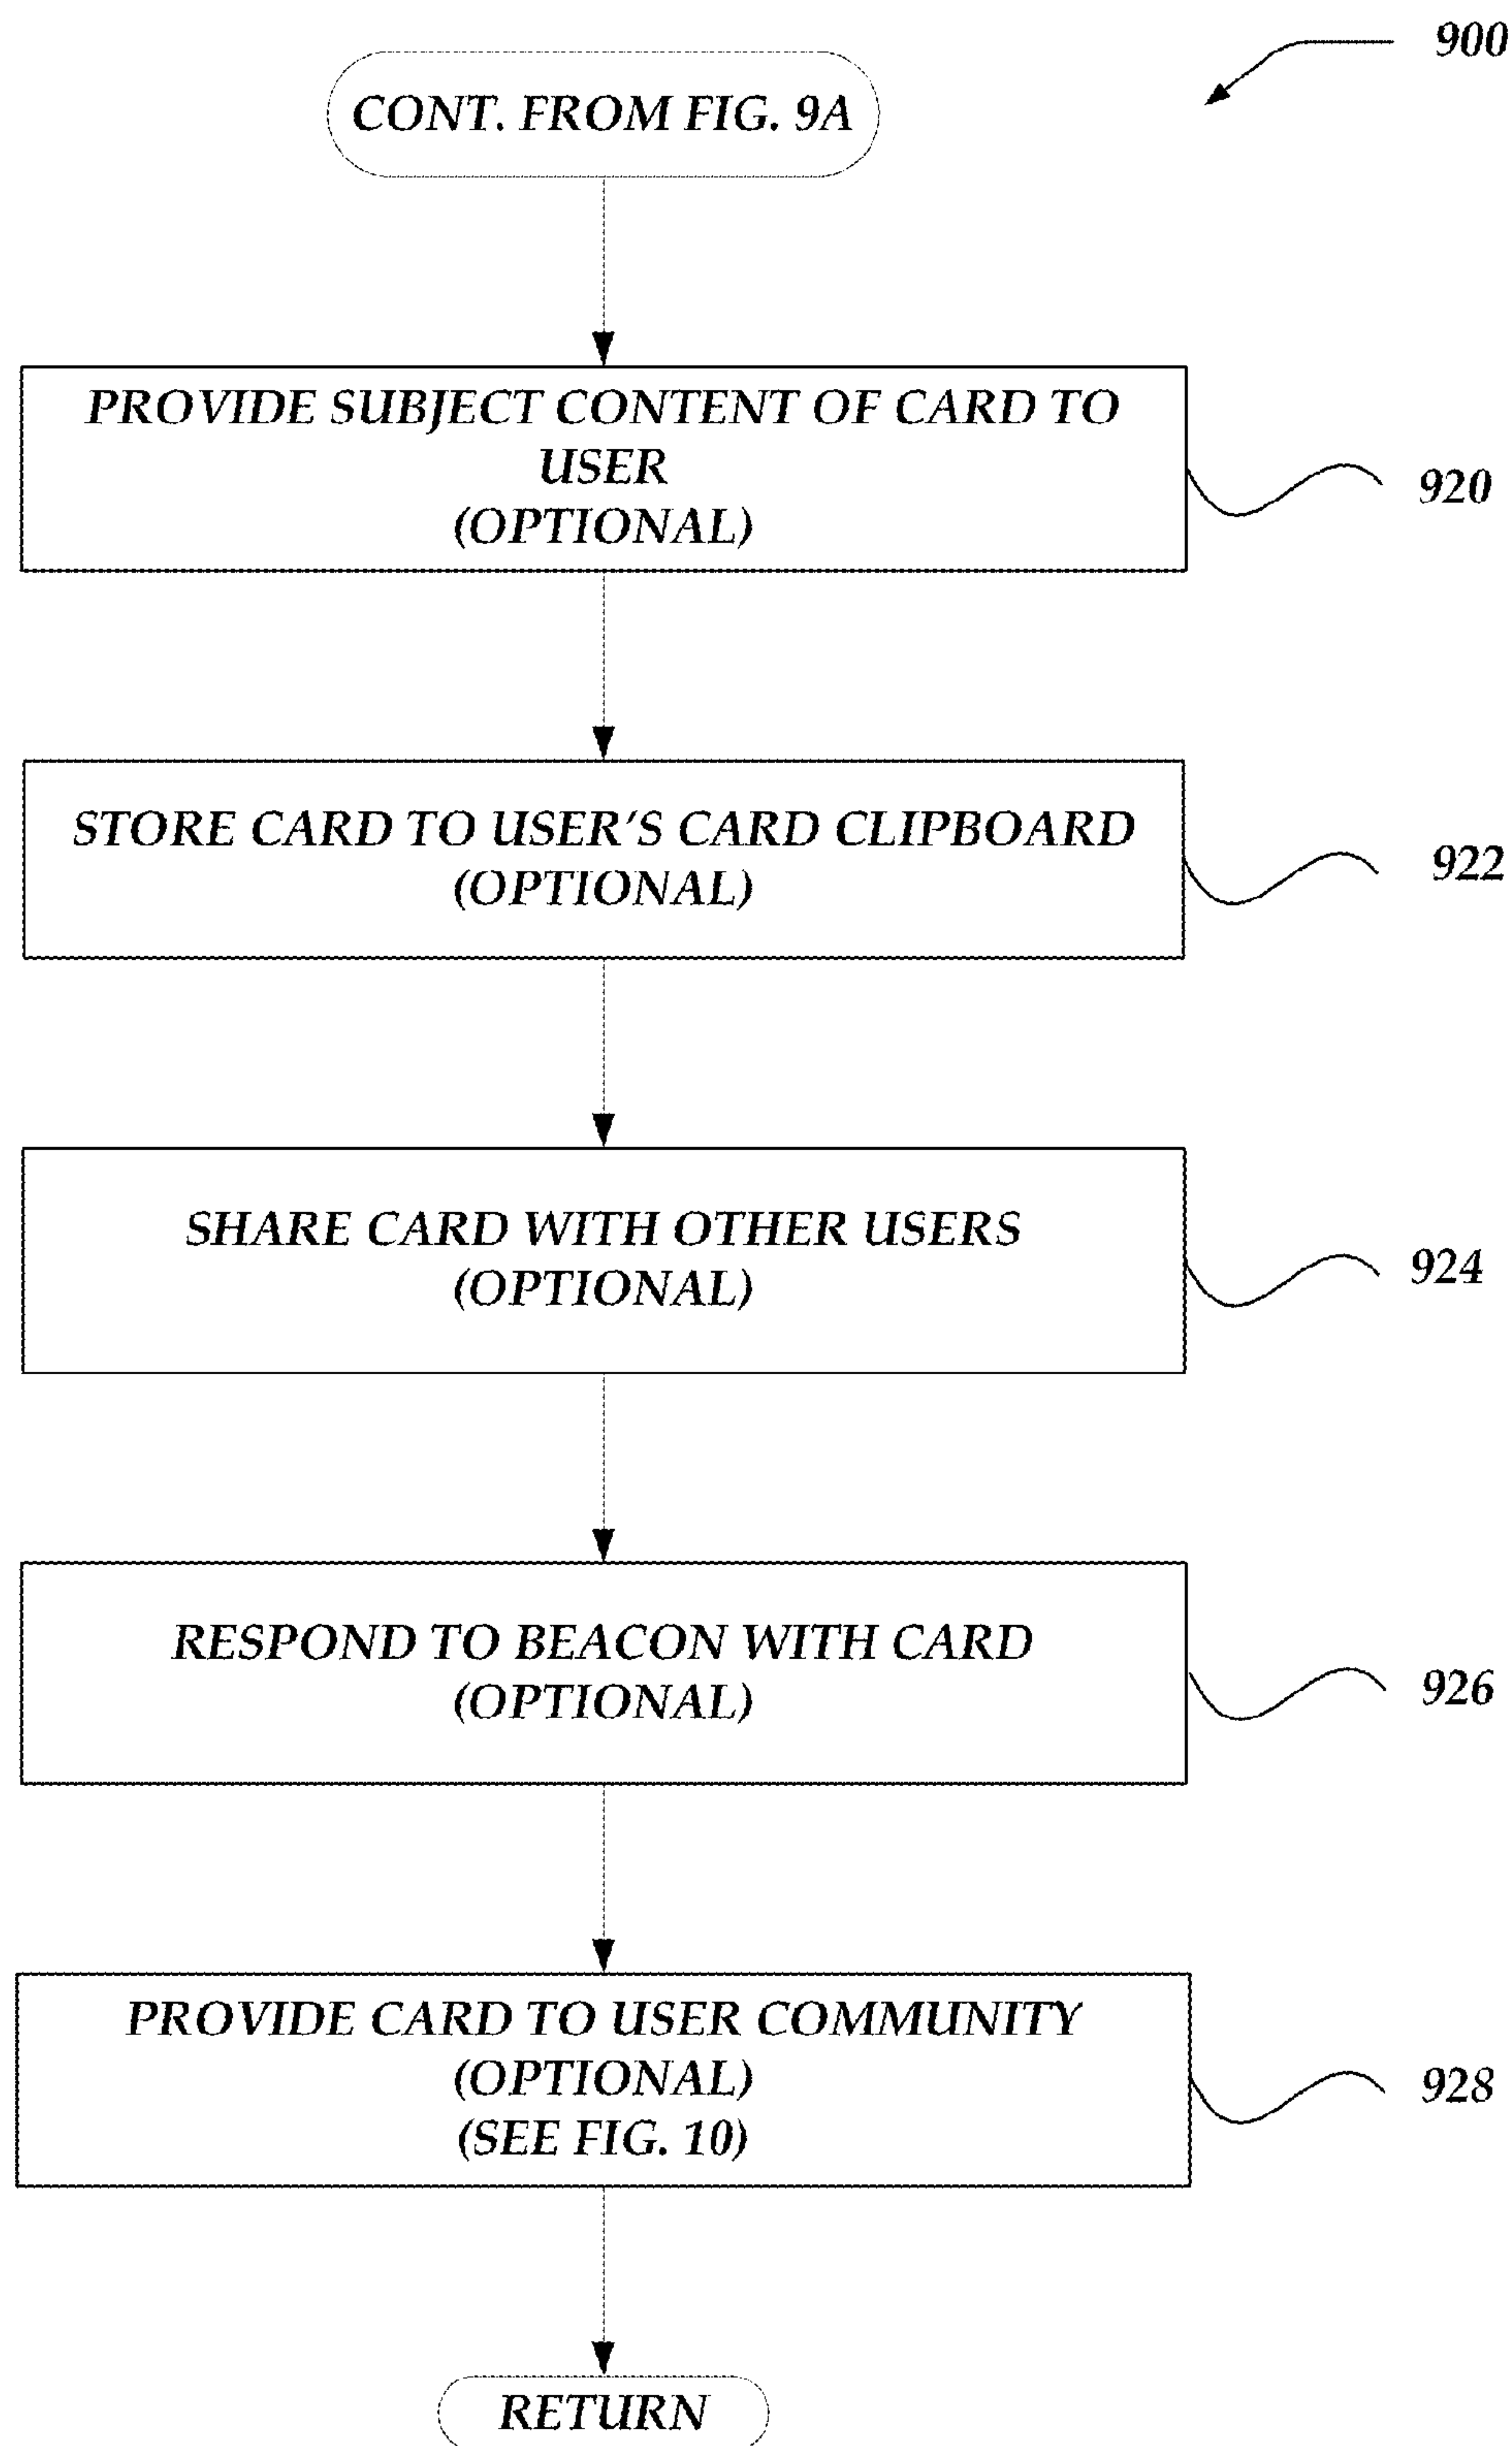 900
CONT. FROM FIG. 9A
PROVIDE SUBJECT CONTENT OF CARD TO
USER
(OPTIONAL)
920
STORE CARD TO USER'S CARD CLIPBOARD
(OPTIONAL)
922
SHARE CARD WITH OTHER USERS
(OPTIONAL)
924
RESPOND TO BEACON WITH CARD
(OPTIONAL)
926
PROVIDE CARD TO USER COMMUNITY
(OPTIONAL)
(SEE FIG. 10)
928
RETURN